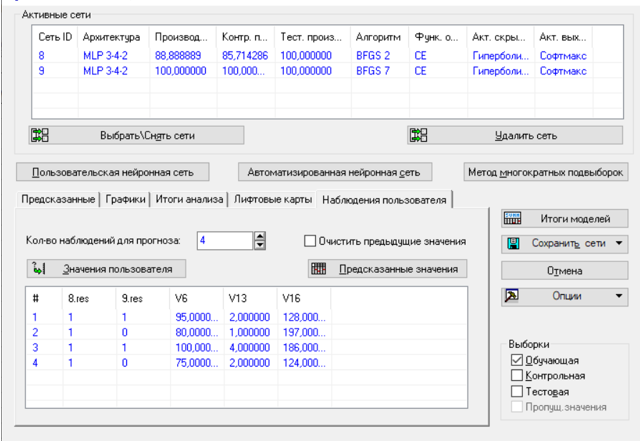 Активные сети
Сеть ID Архитектура Производ... Контр. п... Тест. произ... Алгоритм Функ. о... Акт. скры... Акт. вых...
8 MLP 3-4-2 88,888889 85,714286 100,000000 BFGS 2 CE Гиперболи... Софтмакс
9 MLP 3-4-2 100,000000 100,000... 100,000000 BFGS 7 CE Гиперболи... Софтмакс
Выбрать\Снять сети Удалить сеть
Пользовательская нейронная сеть Автоматизированная нейронная сеть Метод многократных подвыборок
Предсказанные Графики Итоги анализа Лифтовые карты Наблюдения пользователя
Кол-во наблюдений для прогноза: 4 Очистить предыдущие значения
Значения пользователя Предсказанные значения
# 8.res 9.res V6 V13 V16
1 1 1 95,0000... 2,000000 128,000...
2 1 0 80,0000... 1,000000 197,000...
3 1 1 100,000... 4,000000 186,000...
4 1 0 75,0000... 2,000000 124,000...
Итоги моделей
Сохранить сети
Отмена
Опции
Выборки
Обучающая
Контрольная
Тестовая
Пропущ.значения